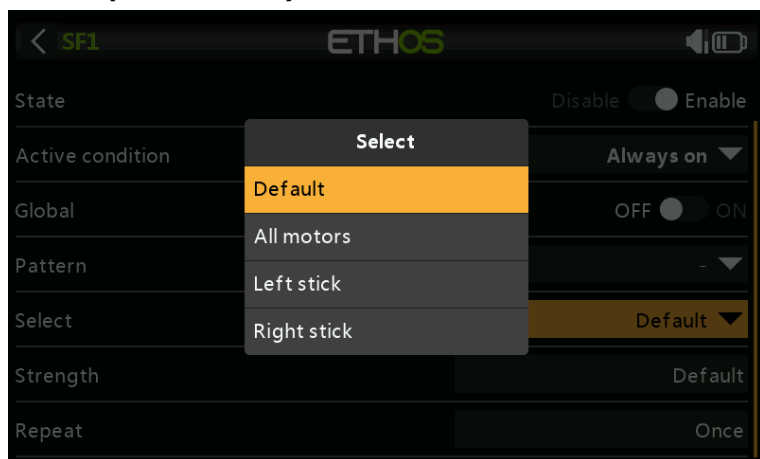 SF1 ETHOS
State Disable Enable
Select
Active condition Always on
Default
Global OFF ON
All motors
Pattern -
Left stick
Select Default
Right stick
Strength Default
Repeat Once